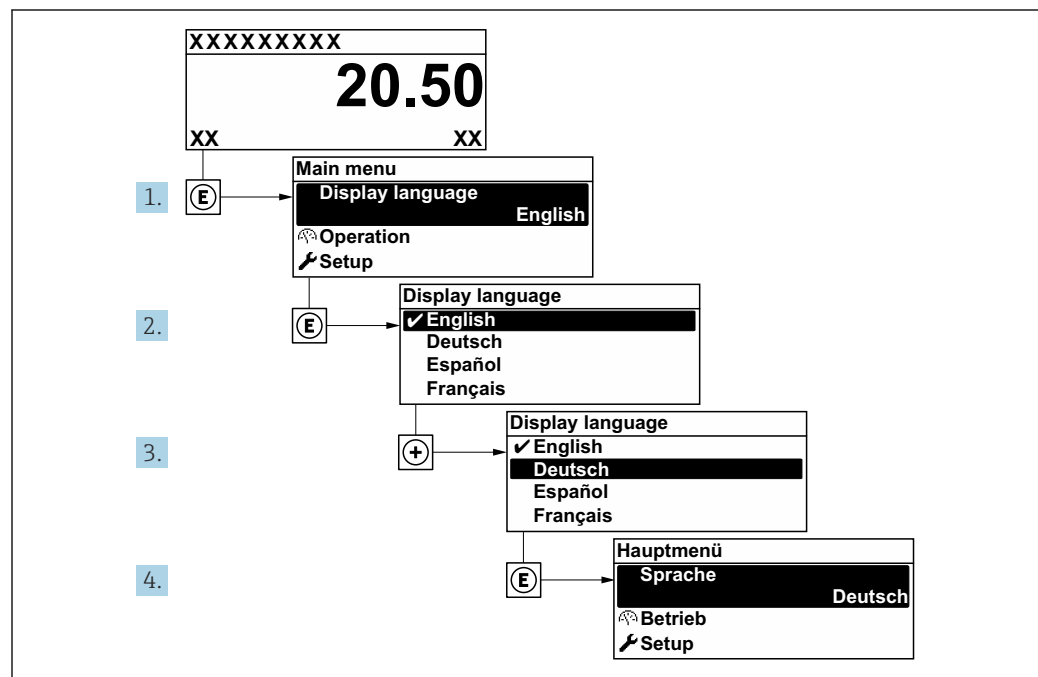 XXXXXXXXX
20.50
XX XX
Main menu
1. E Display language
English
Operation
Setup
Display language
2. E ✔ English
Deutsch
Español
Français
Display language
3. + ✔ English
Deutsch
Español
Français
Hauptmenü
4. E Sprache
Deutsch
Betrieb
Setup